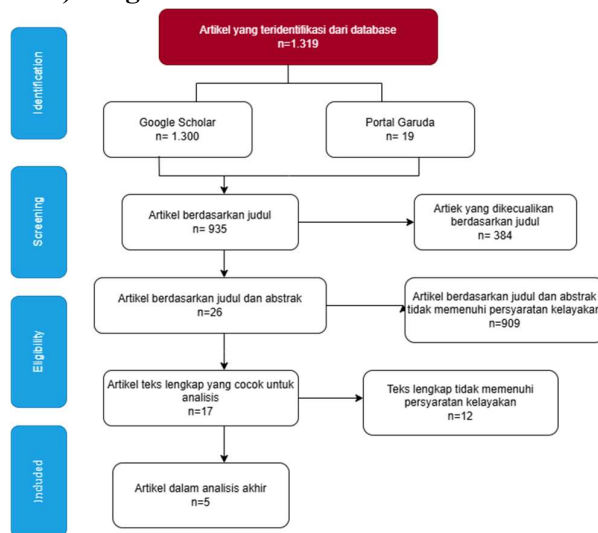 Artikel yang teridentifikasi dari database
n=1.319
Identification
Google Scholar
n= 1.300
Portal Garuda
n= 19
Screening
Artikel berdasarkan judul
n= 935
Artiek yang dikecualikan
berdasarkan judul
n= 384
Eligibility
Artikel berdasarkan judul dan abstrak
n=26
Artikel berdasarkan judul dan abstrak
tidak memenuhi persyaratan kelayakan
n=909
Artikel teks lengkap yang cocok untuk
analisis
n=17
Teks lengkap tidak memenuhi
persyaratan kelayakan
n=12
Included
Artikel dalam analisis akhir
n=5